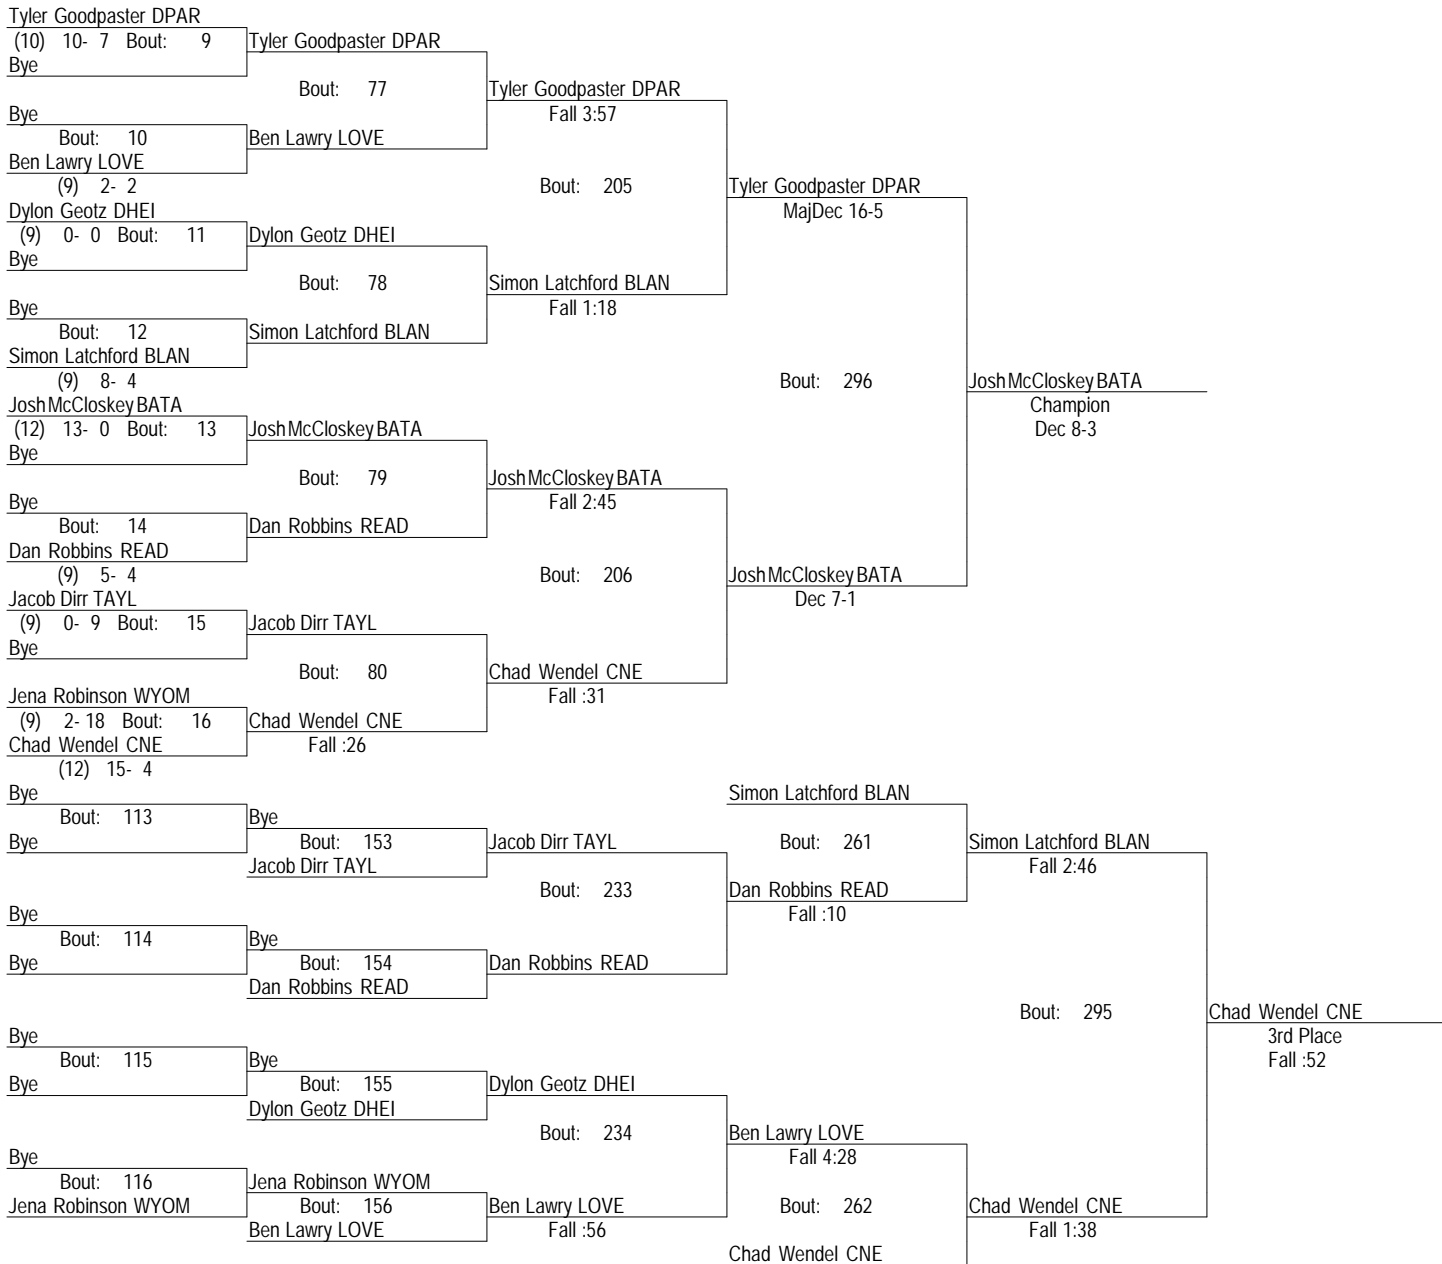 Tyler Goodpaster DPAR
(10) 10- 7 Bout: 9 Tyler Goodpaster DPAR
Bye
Bout: 77 Tyler Goodpaster DPAR
Bye Fall 3:57
Bout: 10 Ben Lawry LOVE
Ben Lawry LOVE
(9) 2- 2 Bout: 205 Tyler Goodpaster DPAR
Dylon Geotz DHEI MajDec 16-5
(9) 0- 0 Bout: 11 Dylon Geotz DHEI
Bye
Bout: 78 Simon Latchford BLAN
Bye Fall 1:18
Bout: 12 Simon Latchford BLAN
Simon Latchford BLAN
(9) 8- 4 Bout: 296 Josh McCloskey BATA
Josh McCloskey BATA Champion
(12) 13- 0 Bout: 13 Josh McCloskey BATA Dec 8-3
Bye
Bout: 79 Josh McCloskey BATA
Bye Fall 2:45
Bout: 14 Dan Robbins READ
Dan Robbins READ
(9) 5- 4 Bout: 206 Josh McCloskey BATA
Jacob Dirr TAYL Dec 7-1
(9) 0- 9 Bout: 15 Jacob Dirr TAYL
Bye
Bout: 80 Chad Wendel CNE
Jena Robinson WYOM Fall :31
(9) 2- 18 Bout: 16 Chad Wendel CNE
Chad Wendel CNE Fall :26
(12) 15- 4
Bye Simon Latchford BLAN
Bout: 113 Bye
Bye Bout: 153 Jacob Dirr TAYL Bout: 261 Simon Latchford BLAN
Jacob Dirr TAYL Fall 2:46
Bout: 233 Dan Robbins READ
Bye Fall :10
Bout: 114 Bye
Bye Bout: 154 Dan Robbins READ
Dan Robbins READ
Bout: 295 Chad Wendel CNE
Bye 3rd Place
Bout: 115 Bye Fall :52
Bye Bout: 155 Dylon Geotz DHEI
Dylon Geotz DHEI
Bout: 234 Ben Lawry LOVE
Bye Fall 4:28
Bout: 116 Jena Robinson WYOM
Jena Robinson WYOM Bout: 156 Ben Lawry LOVE Bout: 262 Chad Wendel CNE
Ben Lawry LOVE Fall :56 Fall 1:38
Chad Wendel CNE